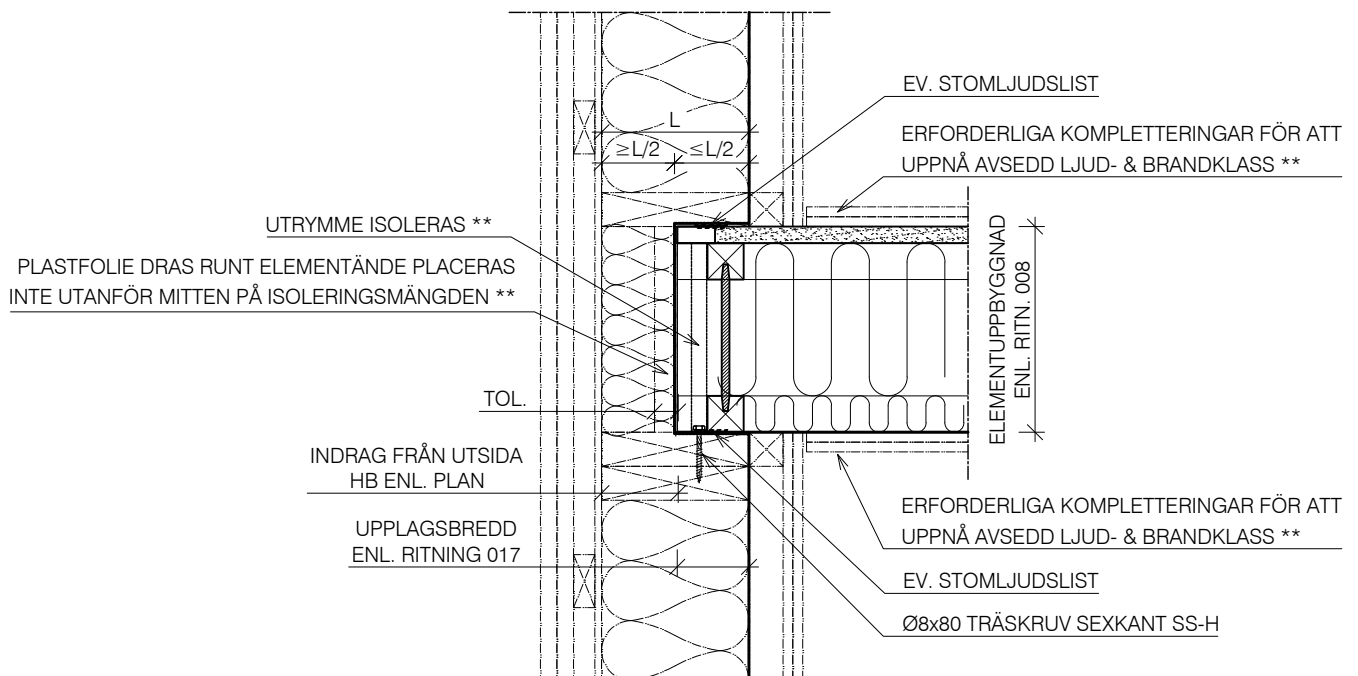 EV. STOMLJUDSLIST
L
ERFORDERLIGA KOMPLETTERINGAR FÖR ATT
≥L/2 ≤L/2
UPPNÅ AVSEDD LJUD- & BRANDKLASS **
UTRYMME ISOLERAS **
PLASTFOLIE DRAS RUNT ELEMENTÄNDE PLACERAS
INTE UTANFÖR MITTEN PÅ ISOLERINGSMÄNGDEN **
ELEMENTUPPBYGGNAD
ENL. RITN. 008
TOL.
INDRAG FRÅN UTSIDA
HB ENL. PLAN
ERFORDERLIGA KOMPLETTERINGAR FÖR ATT
UPPNÅ AVSEDD LJUD- & BRANDKLASS **
UPPLAGSBREDD
ENL. RITNING 017
EV. STOMLJUDSLIST
Ø8x80 TRÄSKRUV SEXKANT SS-H